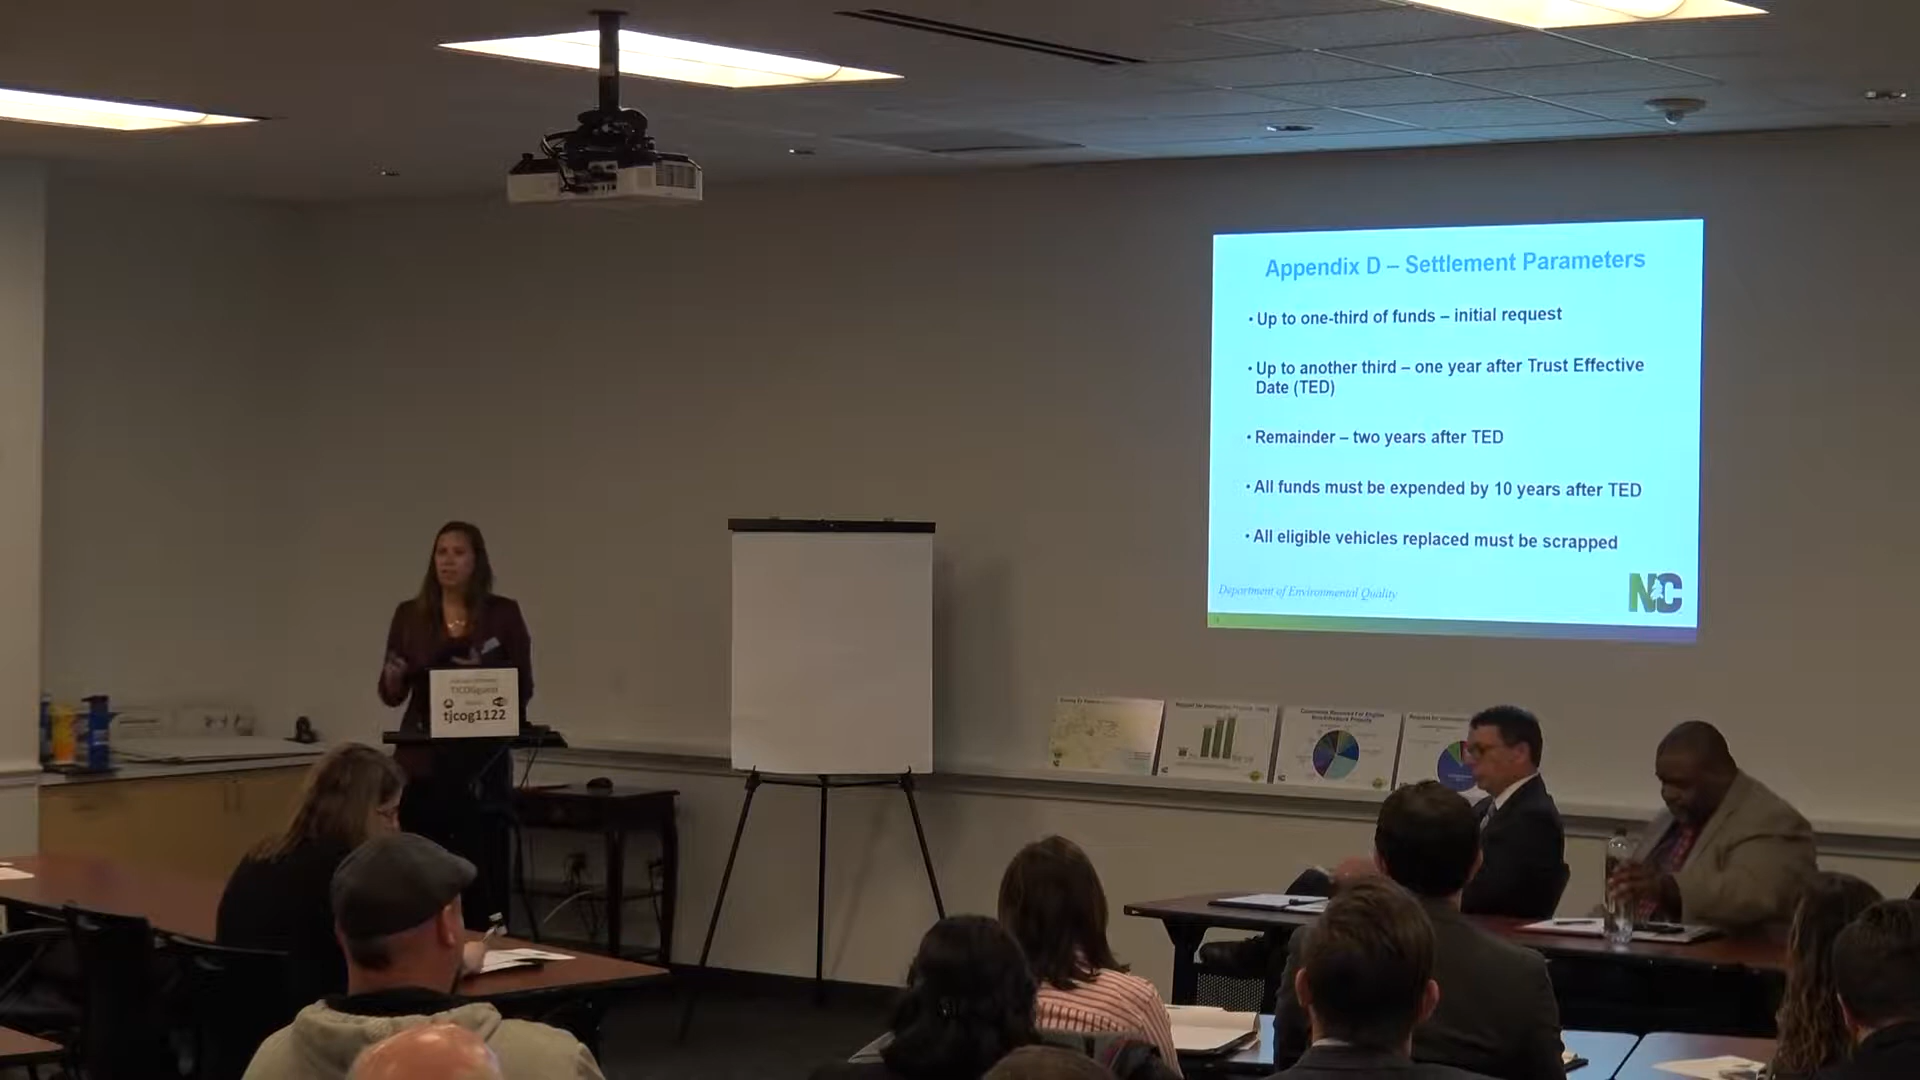 Appendix D – Settlement Parameters
• Up to one-third of funds – initial request
• Up to another third – one year after Trust Effective
Date (TED)
• Remainder – two years after TED
• All funds must be expended by 10 years after TED
• All eligible vehicles replaced must be scrapped
Department of Environmental Quality
NC
TJCOGguest
tjcog1122